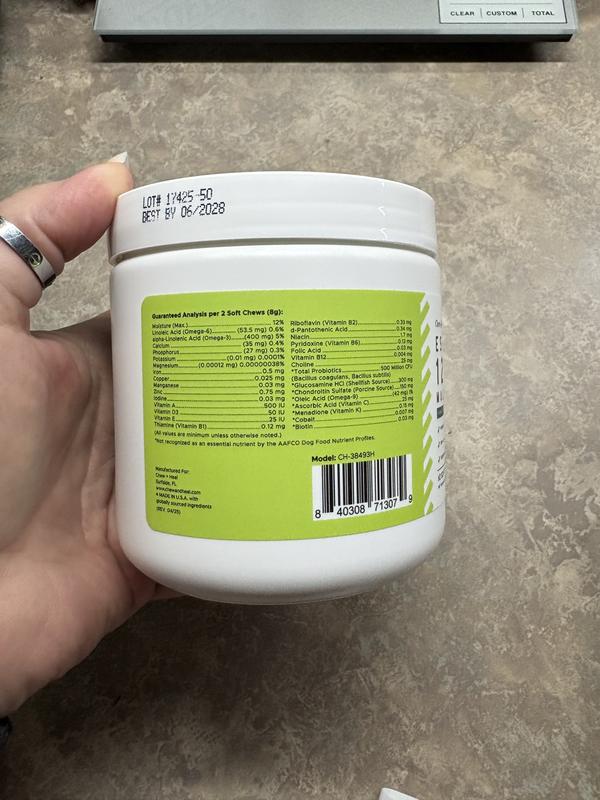 CLEAR | CUSTOM | TOTAL
LOT# 17425-50
BEST BY 06/2028
Guaranteed Analysis per 2 Soft Chews (8g):
Moisture (Max.) 12%
Linoleic Acid (Omega-6) (53.5 mg) 0.6%
alpha-Linolenic Acid (Omega-3) (400 mg) 5%
Calcium (35 mg) 0.4%
Phosphorus (27 mg) 0.3%
Potassium (0.01 mg) 0.0001%
Magnesium (0.00012 mg) 0.00000038%
Iron 0.5 mg
Copper 0.025 mg
Manganese 0.03 mg
Zinc 0.75 mg
Iodine 0.03 mg
Vitamin A 500 IU
Vitamin D3 50 IU
Vitamin E 25 IU
Thiamine (Vitamin B1) 0.12 mg
Riboflavin (Vitamin B2) 0.33 mg
d-Pantothenic Acid 0.34 mg
Niacin 1.7 mg
Pyridoxine (Vitamin B6) 0.13 mg
Folic Acid 0.03 mg
Vitamin B12 0.004 mg
Choline 25 mg
*Total Probiotics 500 Million CFU
(Bacillus coagulans, Bacillus subtilis)
*Glucosamine HCl (Shellfish Source) 300 mg
*Chondroitin Sulfate (Porcine Source) 150 mg
*Oleic Acid (Omega-9) (42 mg) 1%
*Ascorbic Acid (Vitamin C) 25 mg
*Menadione (Vitamin K) 0.15 mg
*Cobalt 0.007 mg
*Biotin 0.03 mg
(All values are minimum unless otherwise noted.)
*Not recognized as an essential nutrient by the AAFCO Dog Food Nutrient Profiles.
Model: CH-38493H
Manufactured For:
Chew + Heal
Surfside, FL
www.chewandheal.com
MADE IN U.S.A. with
globally sourced ingredients
(REV. 04/25)
8 40308 71307 9